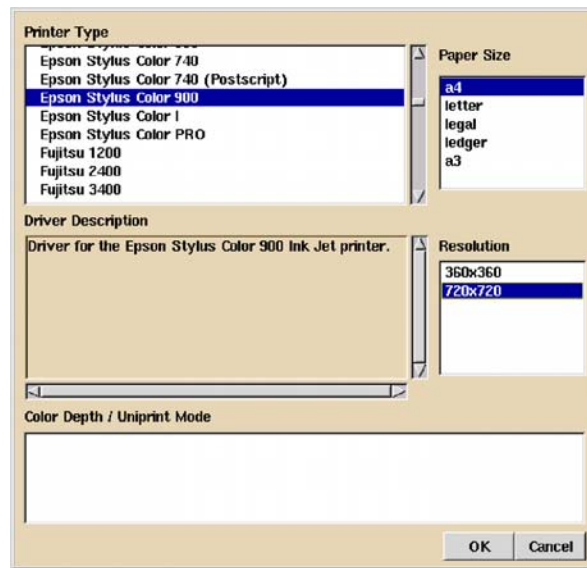 Printer Type
Epson Stylus Color 740
Epson Stylus Color 740 (Postscript)
Epson Stylus Color 900
Epson Stylus Color I
Epson Stylus Color PRO
Fujitsu 1200
Fujitsu 2400
Fujitsu 3400
Paper Size
a4
letter
legal
ledger
a3
Driver Description
Driver for the Epson Stylus Color 900 Ink Jet printer.
Resolution
360x360
720x720
Color Depth / Uniprint Mode
OK
Cancel